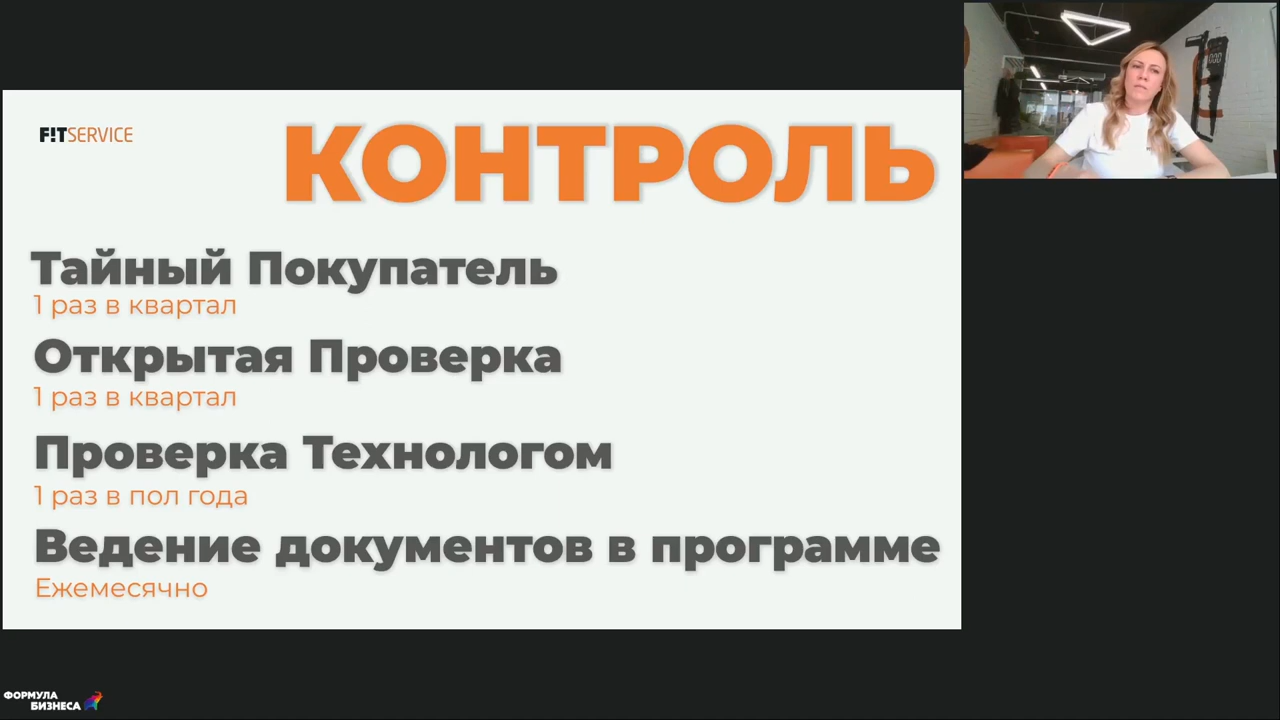 F!TSERVICE
КОНТРОЛЬ
Тайный Покупатель
1 раз в квартал
Открытая Проверка
1 раз в квартал
Проверка Технологом
1 раз в пол года
Ведение документов в программе
Ежемесячно
ФОРМУЛА
БИЗНЕСА